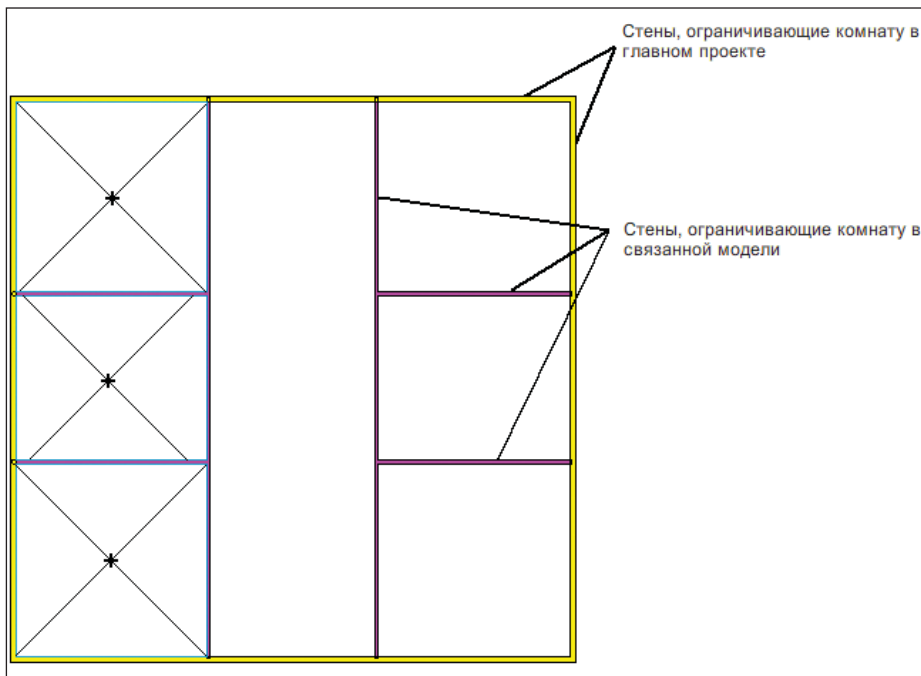 Стены, ограничивающие комнату в
главном проекте
Стены, ограничивающие комнату в
связанной модели